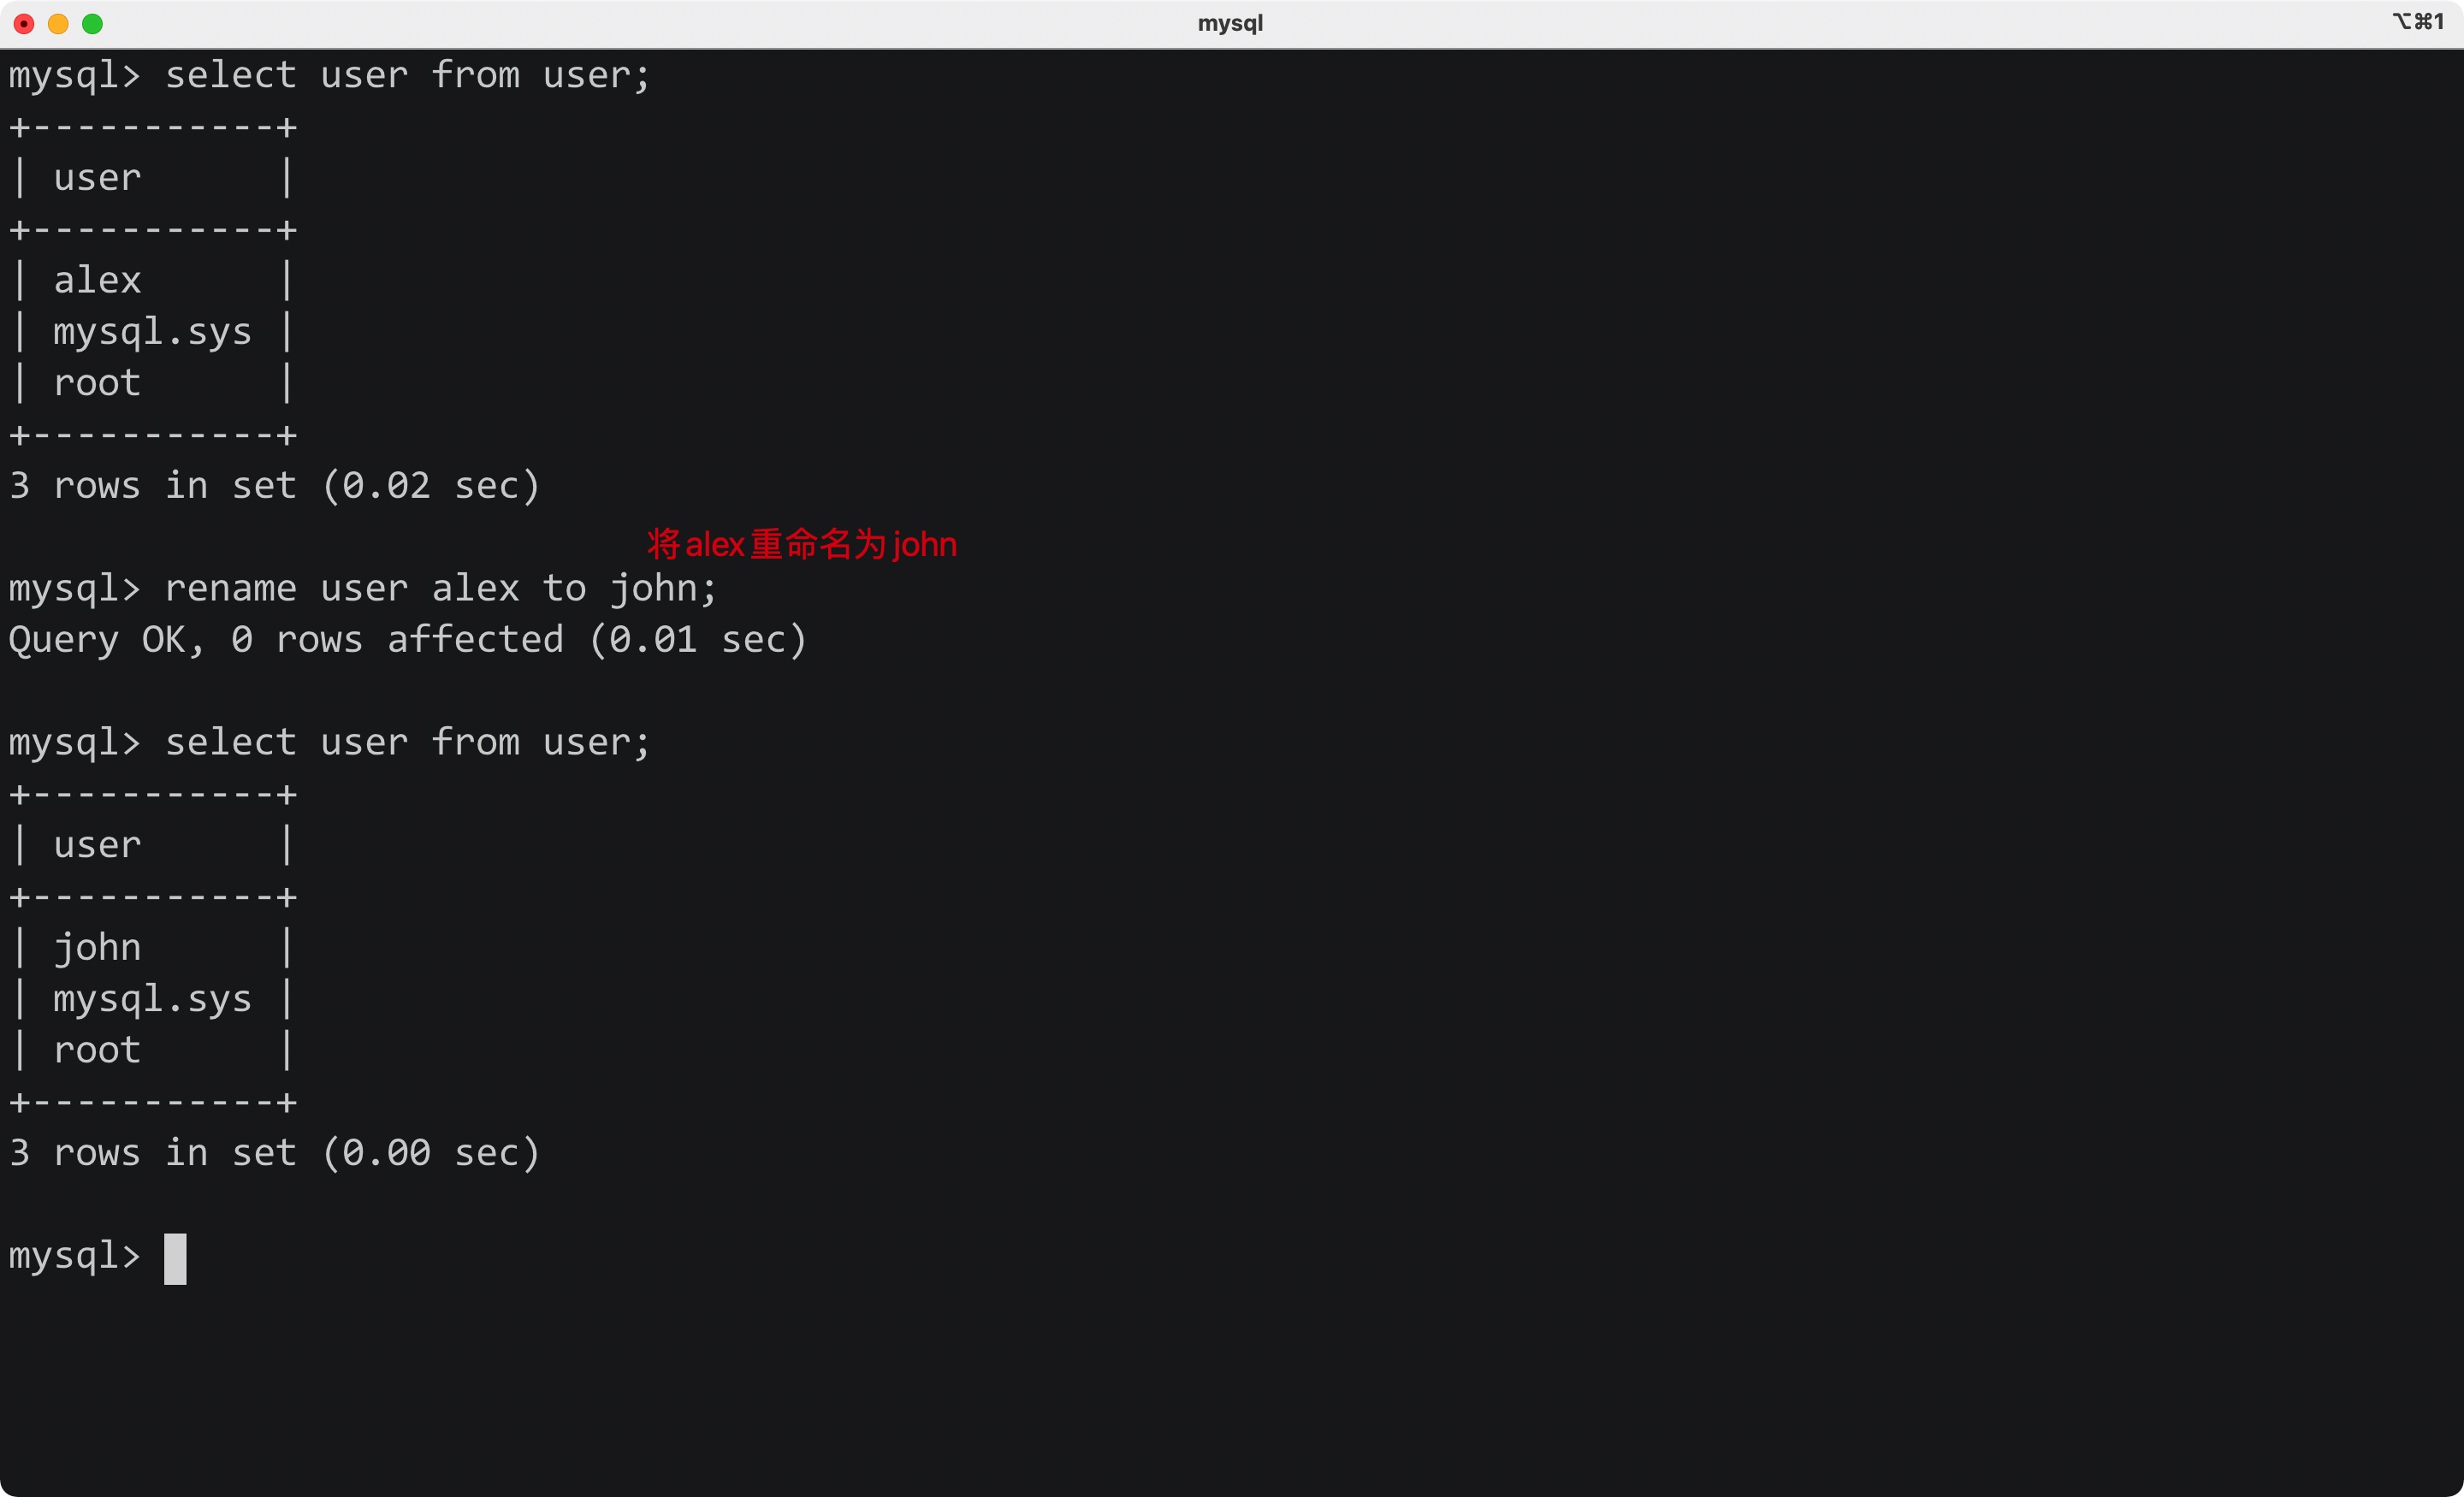 mysql
⌥⌘1
mysql> select user from user;
+-----------+
| user      |
+-----------+
| alex      |
| mysql.sys |
| root      |
+-----------+
3 rows in set (0.02 sec)
将alex重命名为john
mysql> rename user alex to john;
Query OK, 0 rows affected (0.01 sec)
mysql> select user from user;
+-----------+
| user      |
+-----------+
| john      |
| mysql.sys |
| root      |
+-----------+
3 rows in set (0.00 sec)
mysql>